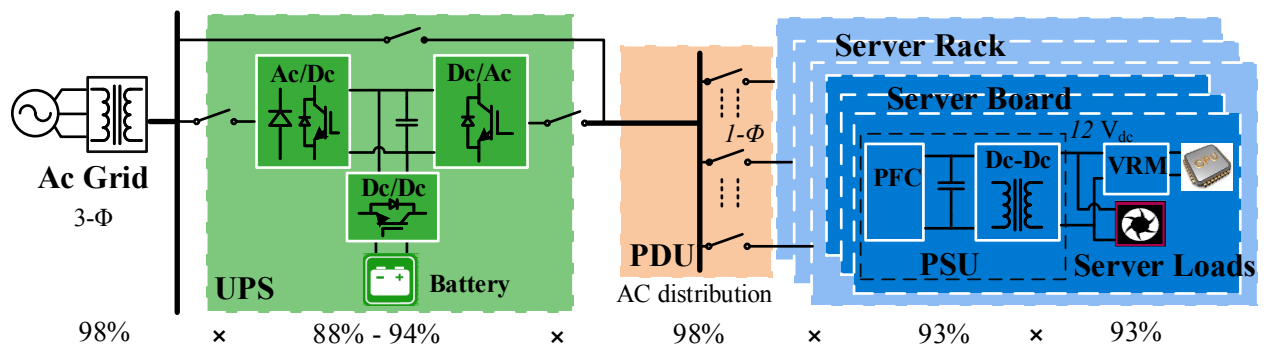 Ac Grid
3-Φ
Ac/Dc
Dc/Ac
Dc/Dc
Battery
UPS
PDU
AC distribution
1-Φ
Server Rack
Server Board
12 Vdc
PFC
Dc-Dc
VRM
CPU
PSU
Server Loads
98% × 88% - 94% × 98% × 93% × 93%